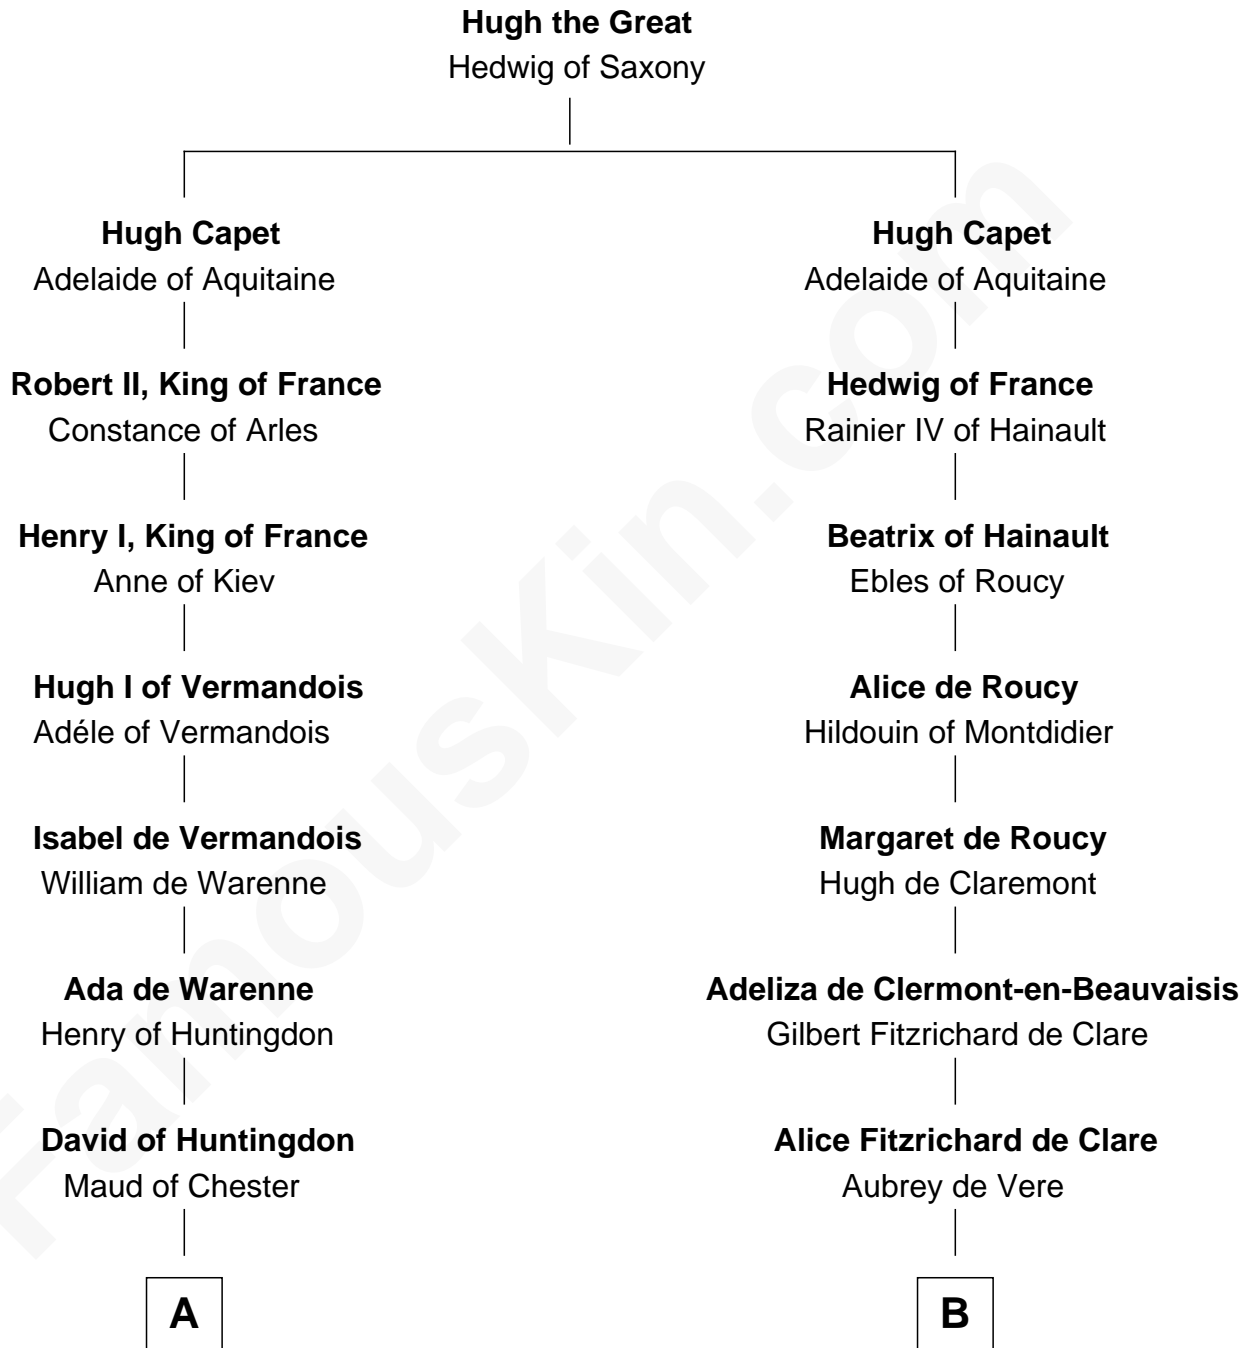 Hugh the Great
Hedwig of Saxony
Hugh Capet
Adelaide of Aquitaine
Robert II, King of France
Constance of Arles
Henry I, King of France
Anne of Kiev
Hugh I of Vermandois
Adéle of Vermandois
Isabel de Vermandois
William de Warenne
Ada de Warenne
Henry of Huntingdon
David of Huntingdon
Maud of Chester
A
Hugh Capet
Adelaide of Aquitaine
Hedwig of France
Rainier IV of Hainault
Beatrix of Hainault
Ebles of Roucy
Alice de Roucy
Hildouin of Montdidier
Margaret de Roucy
Hugh de Claremont
Adeliza de Clermont-en-Beauvaisis
Gilbert Fitzrichard de Clare
Alice Fitzrichard de Clare
Aubrey de Vere
B
FamousKin.com